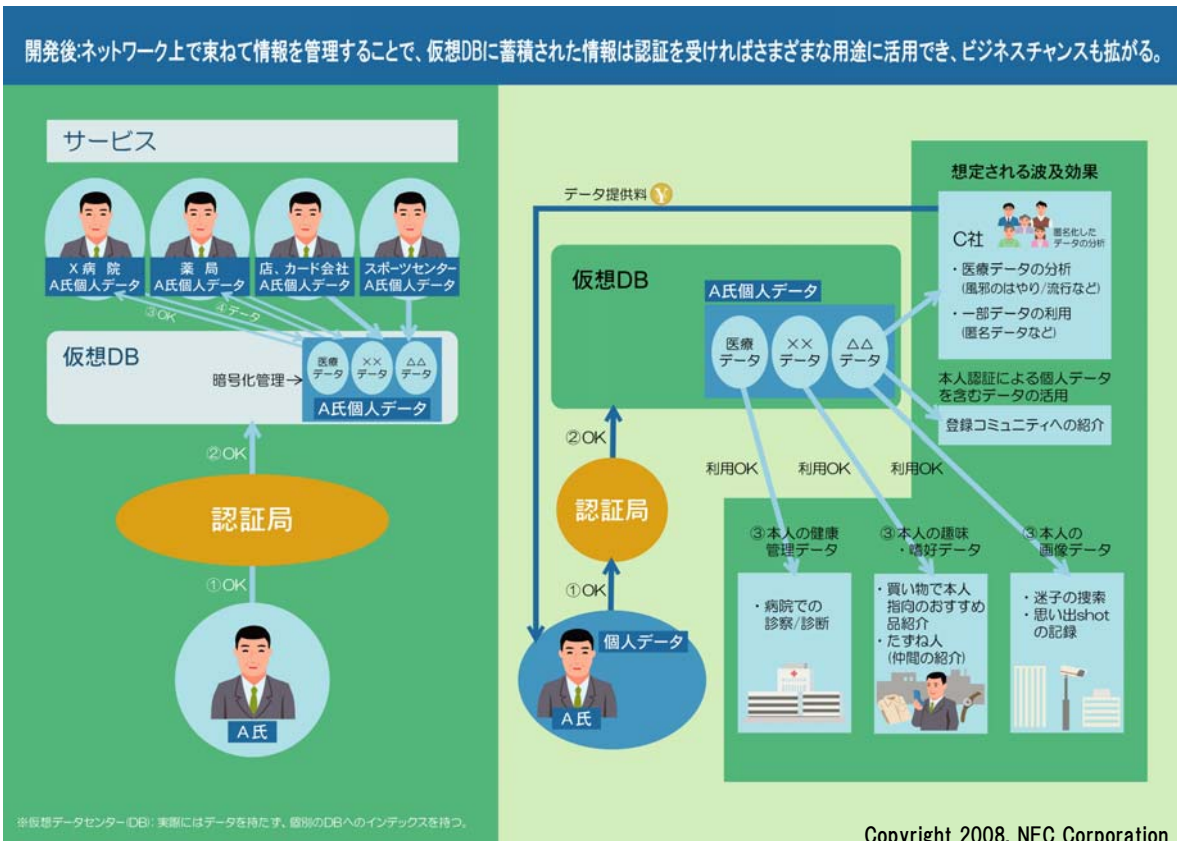 開発後:ネットワーク上で束ねて情報を管理することで、仮想DBに蓄積された情報は認証を受ければさまざまな用途に活用でき、ビジネスチャンスも拡がる。
サービス
X病院
A氏個人データ
薬局
A氏個人データ
店、カード会社
A氏個人データ
スポーツセンター
A氏個人データ
③OK
④データ
仮想DB
暗号化管理→
医療
データ
××
データ
△△
データ
A氏個人データ
②OK
認証局
①OK
A氏
※仮想データセンター(DB):実際にはデータを持たず、個別のDBへのインデックスを持つ。
データ提供料 ¥
仮想DB
A氏個人データ
医療
データ
××
データ
△△
データ
②OK
認証局
①OK
個人データ
A氏
想定される波及効果
C社
匿名化した
データの分析
・医療データの分析
(風邪のはやり/流行など)
・一部データの利用
(匿名データなど)
本人認証による個人データ
を含むデータの活用
登録コミュニティへの紹介
利用OK
利用OK
利用OK
③本人の健康
管理データ
・病院での
診察/診断
③本人の趣味
・嗜好データ
・買い物で本人
指向のおすすめ
品紹介
・たずね人
(仲間の紹介)
③本人の
画像データ
・迷子の捜索
・思い出shot
の記録
Copyright 2008. NEC Corporation